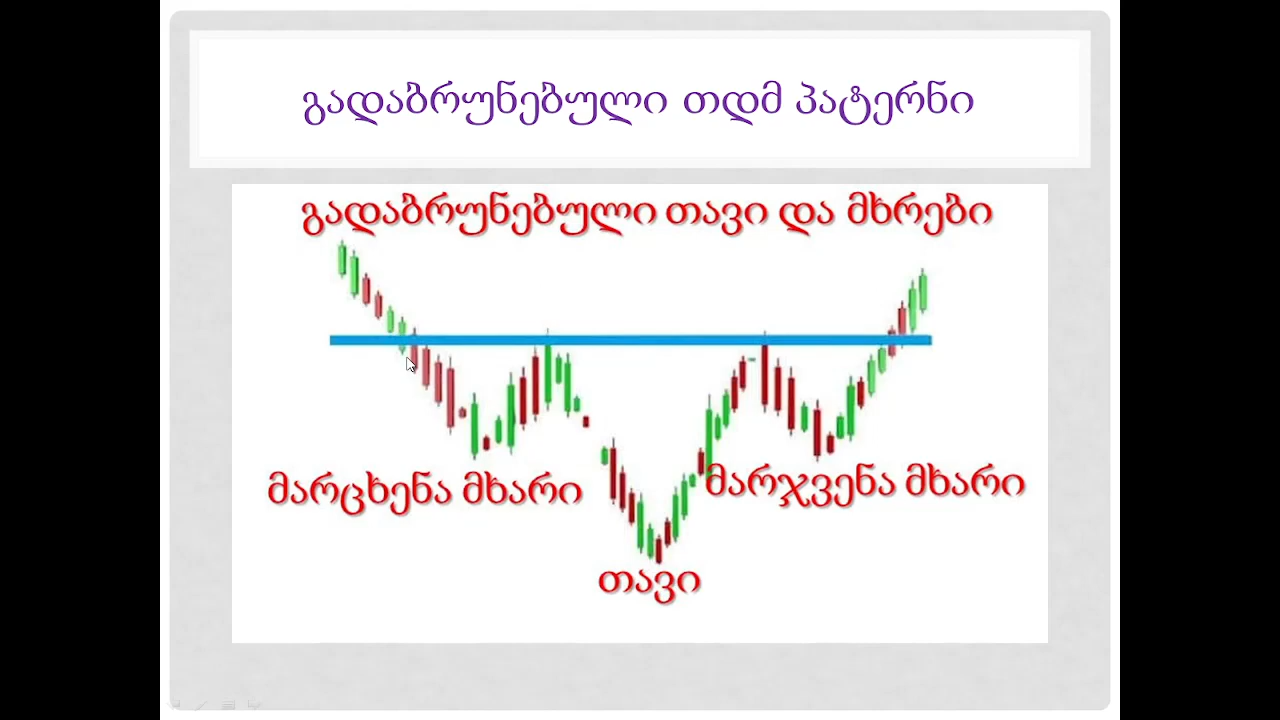 გადაბრუნებული თდმ პატერნი
გადაბრუნებული თავი და მხრები
მარცხენა მხარი
მარჯვენა მხარი
თავი